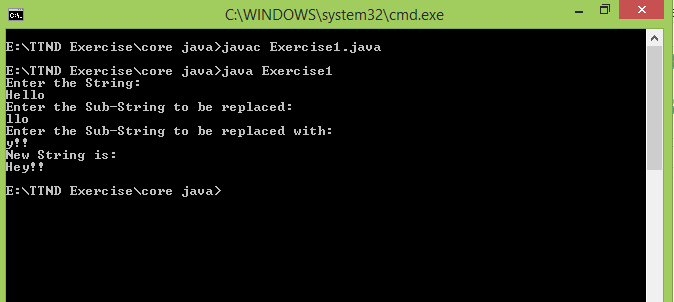 C:\WINDOWS\system32\cmd.exe
E:\TTND Exercise\core java>javac Exercise1.java
E:\TTND Exercise\core java>java Exercise1
Enter the String:
Hello
Enter the Sub-String to be replaced:
llo
Enter the Sub-String to be replaced with:
y!!
New String is:
Hey!!
E:\TTND Exercise\core java>